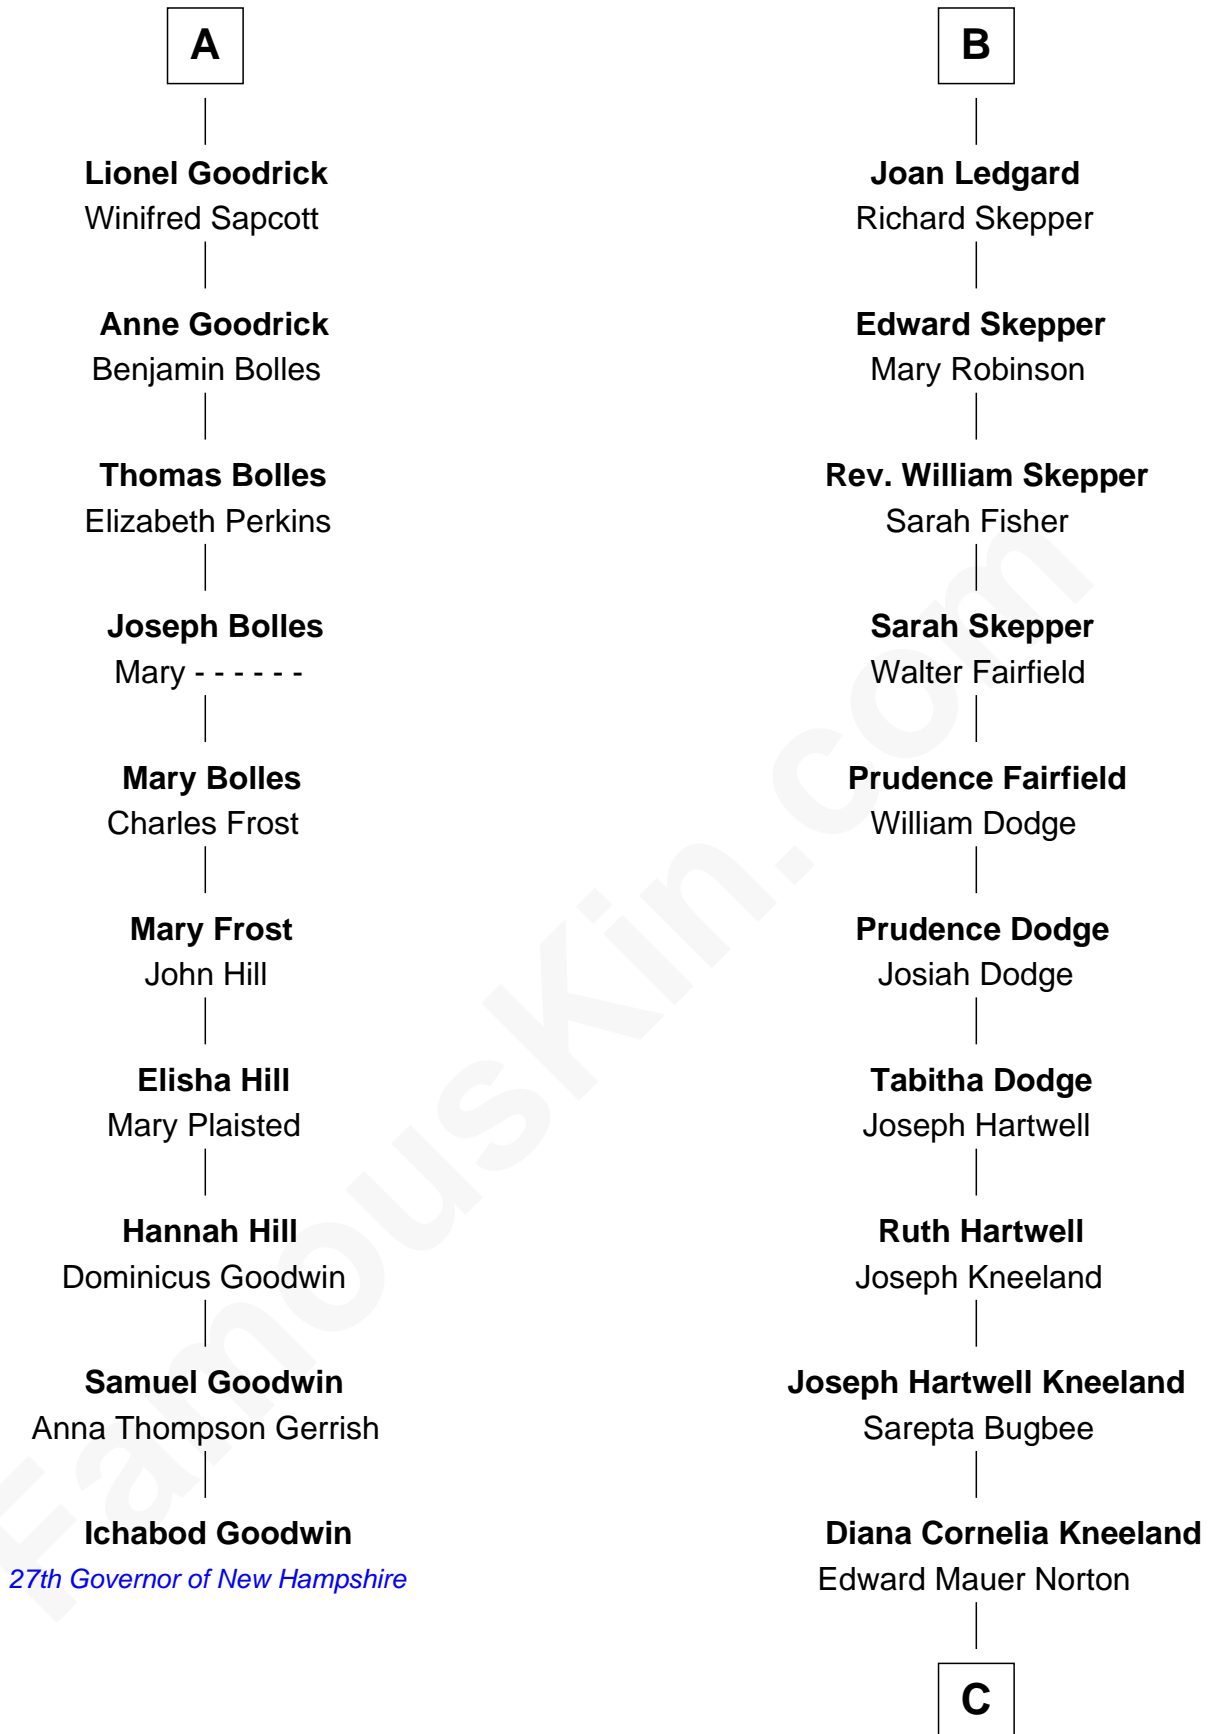 A
Lionel Goodrick
Winifred Sapcott
Anne Goodrick
Benjamin Bolles
Thomas Bolles
Elizabeth Perkins
Joseph Bolles
Mary - - - - - -
Mary Bolles
Charles Frost
Mary Frost
John Hill
Elisha Hill
Mary Plaisted
Hannah Hill
Dominicus Goodwin
Samuel Goodwin
Anna Thompson Gerrish
Ichabod Goodwin
27th Governor of New Hampshire
B
Joan Ledgard
Richard Skepper
Edward Skepper
Mary Robinson
Rev. William Skepper
Sarah Fisher
Sarah Skepper
Walter Fairfield
Prudence Fairfield
William Dodge
Prudence Dodge
Josiah Dodge
Tabitha Dodge
Joseph Hartwell
Ruth Hartwell
Joseph Kneeland
Joseph Hartwell Kneeland
Sarepta Bugbee
Diana Cornelia Kneeland
Edward Mauer Norton
C
FamousKin.com